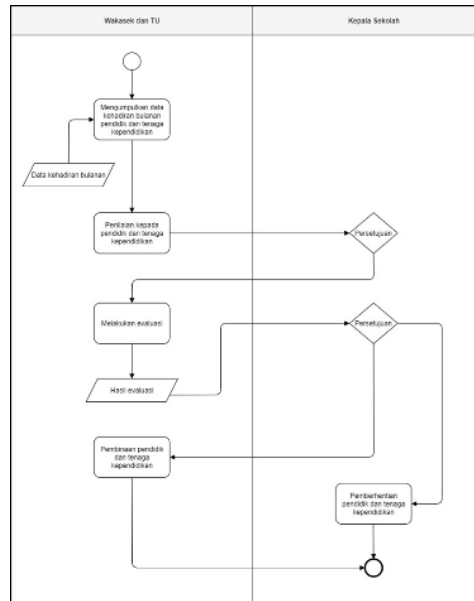 Wakasek dan TU
Kepala Sekolah
Mengumpulkan data
kehadiran bulanan
pendidik dan tenaga
kependidikan
Data kehadiran bulanan
Penilaian kepada
pendidik dan tenaga
kependidikan
Persetujuan
Melakukan evaluasi
Persetujuan
Hasil evaluasi
Pembinaan pendidik
dan tenaga
kependidikan
Pemberhentian
pendidik dan tenaga
kependidikan